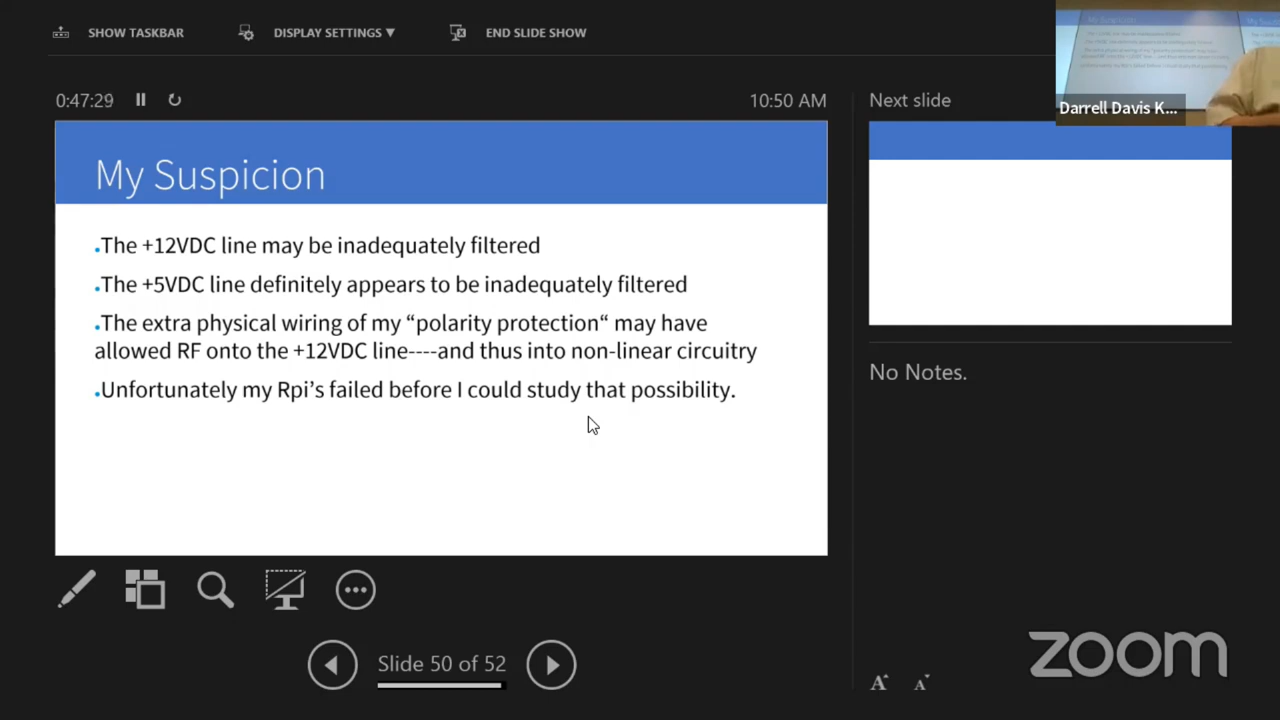 SHOW TASKBAR
DISPLAY SETTINGS ▼
END SLIDE SHOW
0:47:29
10:50 AM
Next slide
Darrell Davis K...
My Suspicion
•The +12VDC line may be inadequately filtered
•The +5VDC line definitely appears to be inadequately filtered
•The extra physical wiring of my “polarity protection“ may have
allowed RF onto the +12VDC line----and thus into non-linear circuitry
•Unfortunately my Rpi’s failed before I could study that possibility.
No Notes.
Slide 50 of 52
A A
zoom